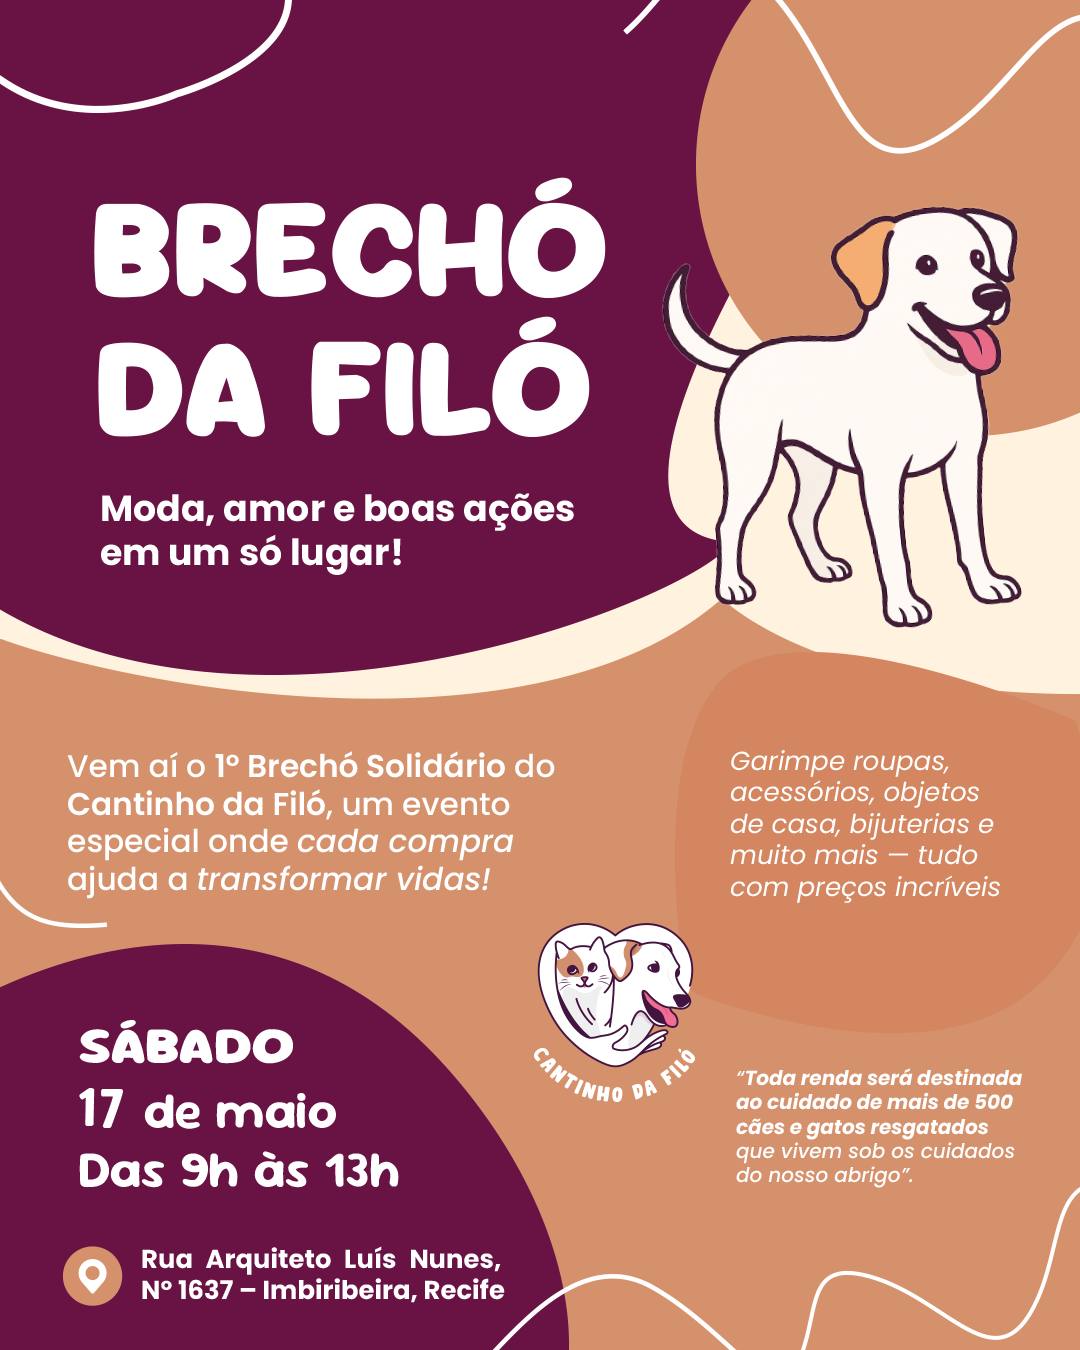 BRECHÓ
DA FILÓ
Moda, amor e boas ações
em um só lugar!
Vem aí o 1º Brechó Solidário do
Cantinho da Filó, um evento
especial onde cada compra
ajuda a transformar vidas!
Garimpe roupas,
acessórios, objetos
de casa, bijuterias e
muito mais — tudo
com preços incríveis
CANTINHO DA FILÓ
SÁBADO
17 de maio
Das 9h às 13h
“Toda renda será destinada
ao cuidado de mais de 500
cães e gatos resgatados
que vivem sob os cuidados
do nosso abrigo”.
Rua Arquiteto Luís Nunes,
Nº 1637 – Imbiribeira, Recife